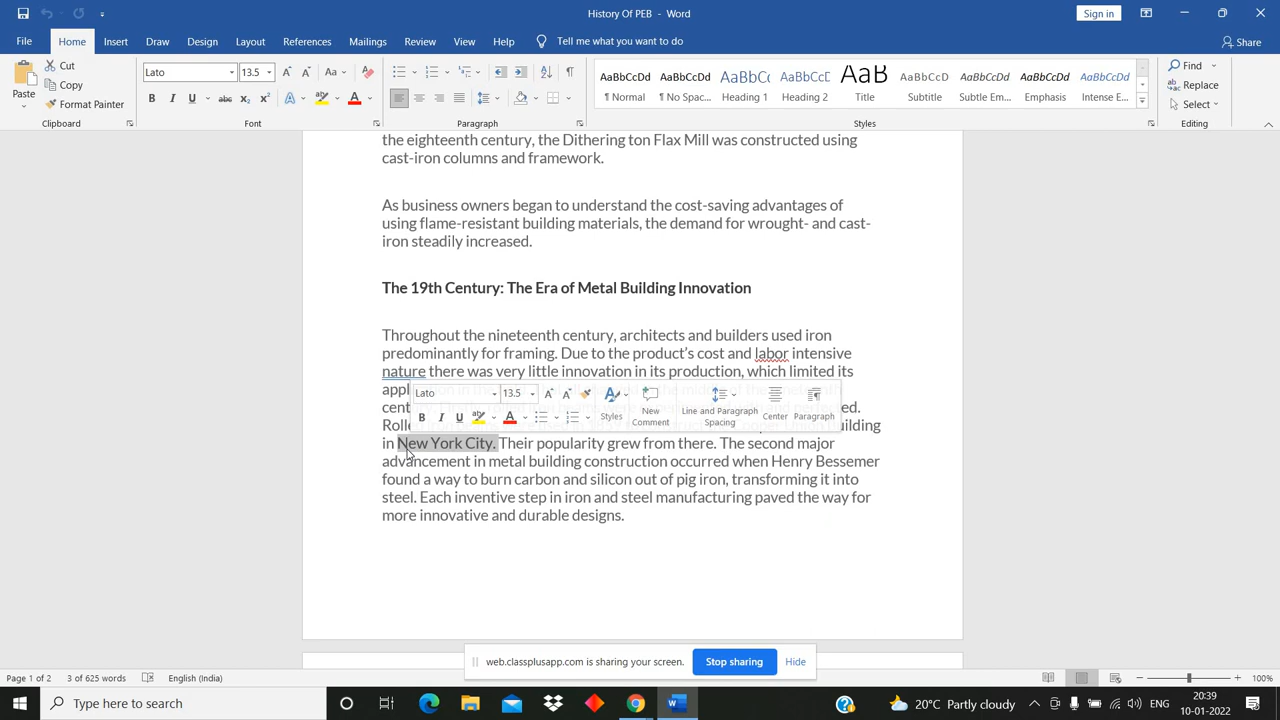 History Of PEB - Word
Sign in
File Home Insert Draw Design Layout References Mailings Review View Help Tell me what you want to do Share
Paste
Cut
Copy
Format Painter
Clipboard
Lato 13.5
Font
Paragraph
AaBbCcDd AaBbCcDd AaBbCc AaBbCcD AaB AaBbCcD AaBbCcDd AaBbCcDd AaBbCcDd
¶ Normal ¶ No Spac... Heading 1 Heading 2 Title Subtitle Subtle Em... Emphasis Intense E...
Styles
Find
Replace
Select
Editing
the eighteenth century, the Dithering ton Flax Mill was constructed using
cast-iron columns and framework.
As business owners began to understand the cost-saving advantages of
using flame-resistant building materials, the demand for wrought- and cast-
iron steadily increased.
The 19th Century: The Era of Metal Building Innovation
Throughout the nineteenth century, architects and builders used iron
predominantly for framing. Due to the product's cost and labor intensive
nature there was very little innovation in its production, which limited its
Lato 13.5
Styles
New
Comment
Line and Paragraph
Spacing
Center
Paragraph
in New York City. Their popularity grew from there. The second major
advancement in metal building construction occurred when Henry Bessemer
found a way to burn carbon and silicon out of pig iron, transforming it into
steel. Each inventive step in iron and steel manufacturing paved the way for
more innovative and durable designs.
web.classplusapp.com is sharing your screen. Stop sharing Hide
Page 1 of 2 3 of 625 words English (India) 100%
Type here to search
20°C Partly cloudy
ENG
20:39
10-01-2022